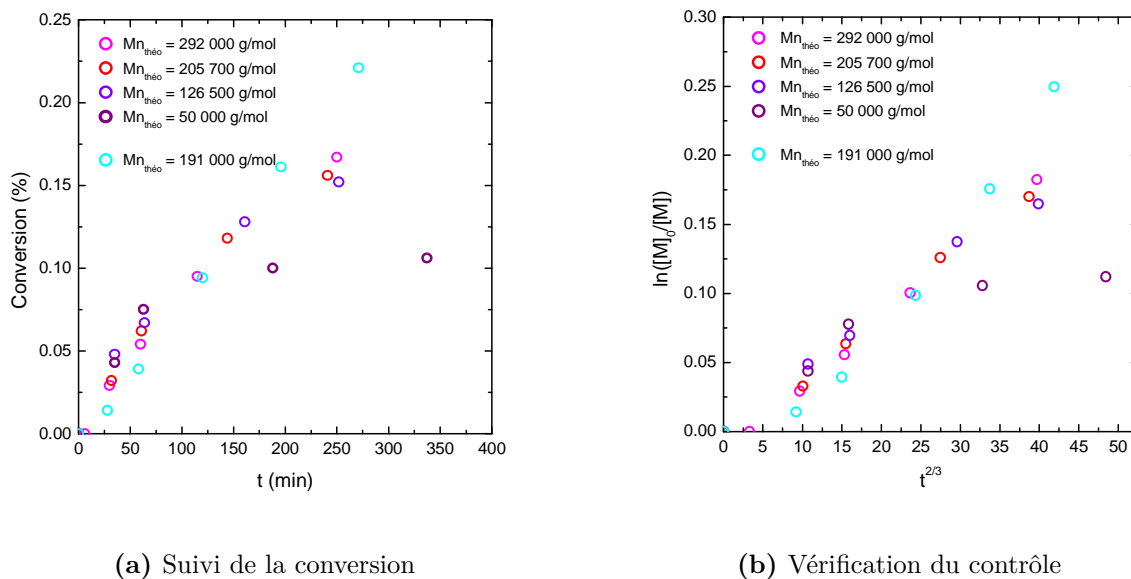 Conversion (%)
0.25
0.20
0.15
0.10
0.05
0.00
Mn_théo = 292 000 g/mol
Mn_théo = 205 700 g/mol
Mn_théo = 126 500 g/mol
Mn_théo = 50 000 g/mol
Mn_théo = 191 000 g/mol
0 50 100 150 200 250 300 350 400
t (min)
(a) Suivi de la conversion
ln([M]_0/[M])
0.30
0.25
0.20
0.15
0.10
0.05
0.00
Mn_théo = 292 000 g/mol
Mn_théo = 205 700 g/mol
Mn_théo = 126 500 g/mol
Mn_théo = 50 000 g/mol
Mn_théo = 191 000 g/mol
0 5 10 15 20 25 30 35 40 45 50
t^2/3
(b) Vérification du contrôle